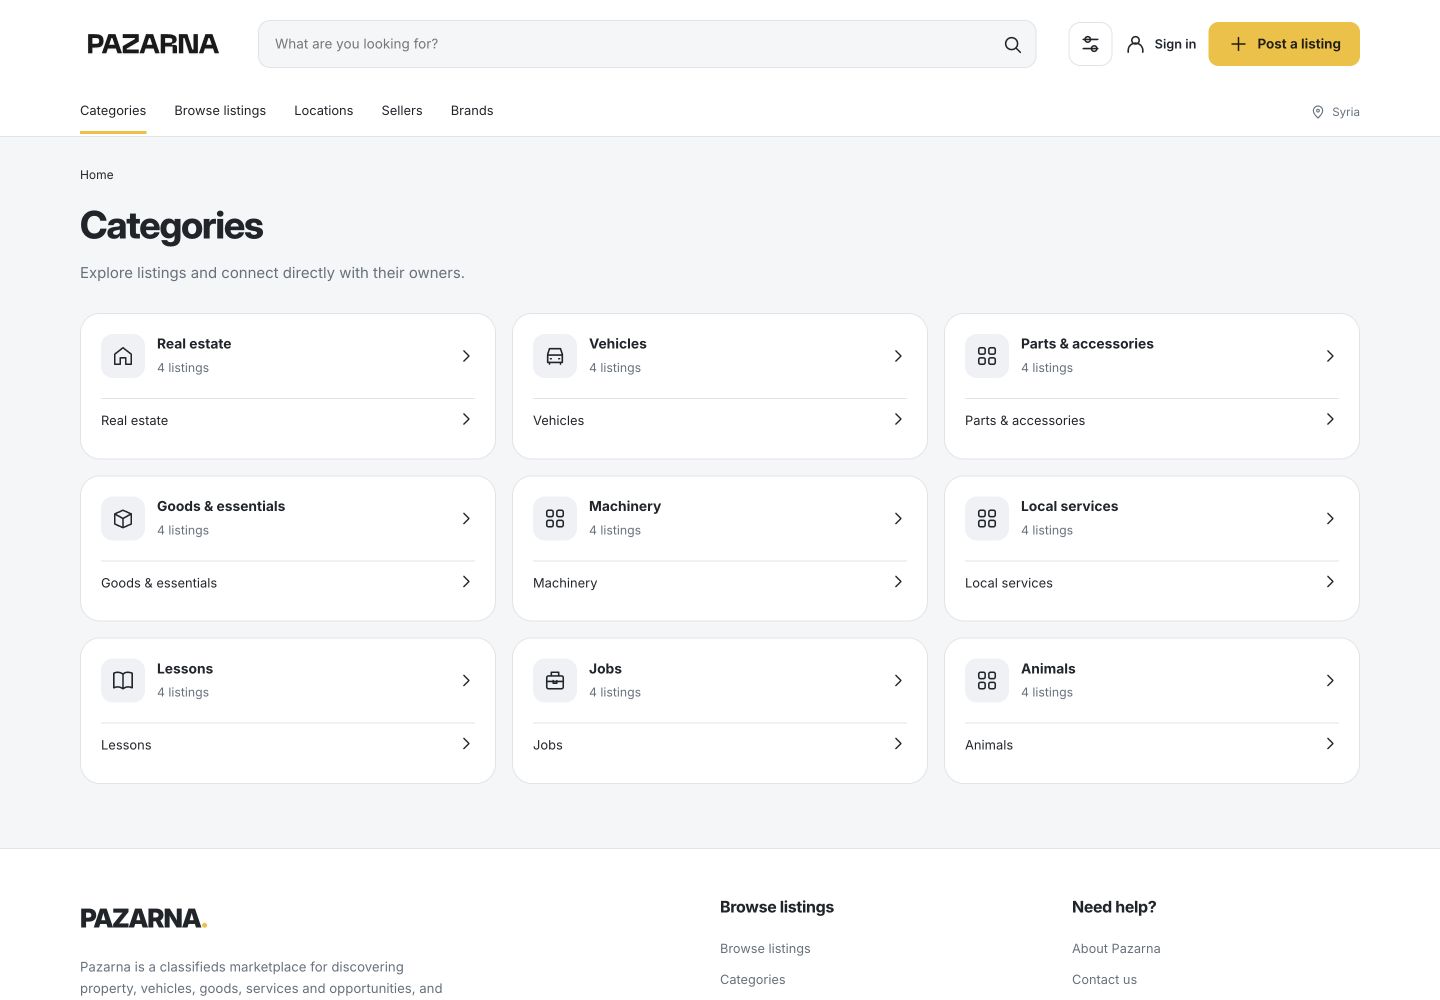 PAZARNA
What are you looking for?
Sign in
Post a listing
Categories
Browse listings
Locations
Sellers
Brands
Syria
Home
Categories
Explore listings and connect directly with their owners.
Real estate
4 listings
Real estate
Vehicles
4 listings
Vehicles
Parts & accessories
4 listings
Parts & accessories
Goods & essentials
4 listings
Goods & essentials
Machinery
4 listings
Machinery
Local services
4 listings
Local services
Lessons
4 listings
Lessons
Jobs
4 listings
Jobs
Animals
4 listings
Animals
PAZARNA.
Pazarna is a classifieds marketplace for discovering
property, vehicles, goods, services and opportunities, and
Browse listings
Browse listings
Categories
Need help?
About Pazarna
Contact us